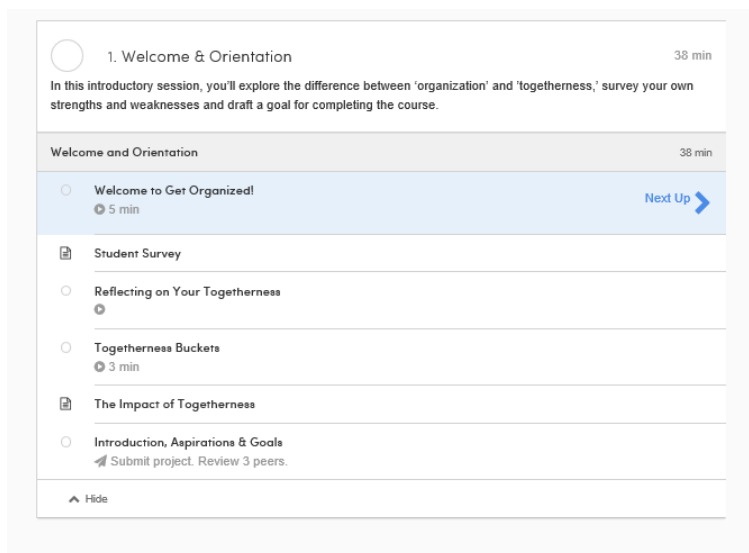 1. Welcome & Orientation
38 min
In this introductory session, you'll explore the difference between ‘organization’ and 'togetherness,’ survey your own
strengths and weaknesses and draft a goal for completing the course.
Welcome and Orientation
38 min
Welcome to Get Organized!
5 min
Next Up
Student Survey
Reflecting on Your Togetherness
Togetherness Buckets
3 min
The Impact of Togetherness
Introduction, Aspirations & Goals
Submit project. Review 3 peers.
Hide